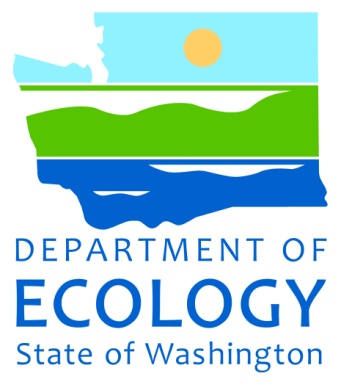 DEPARTMENT OF
ECOLOGY
State of Washington